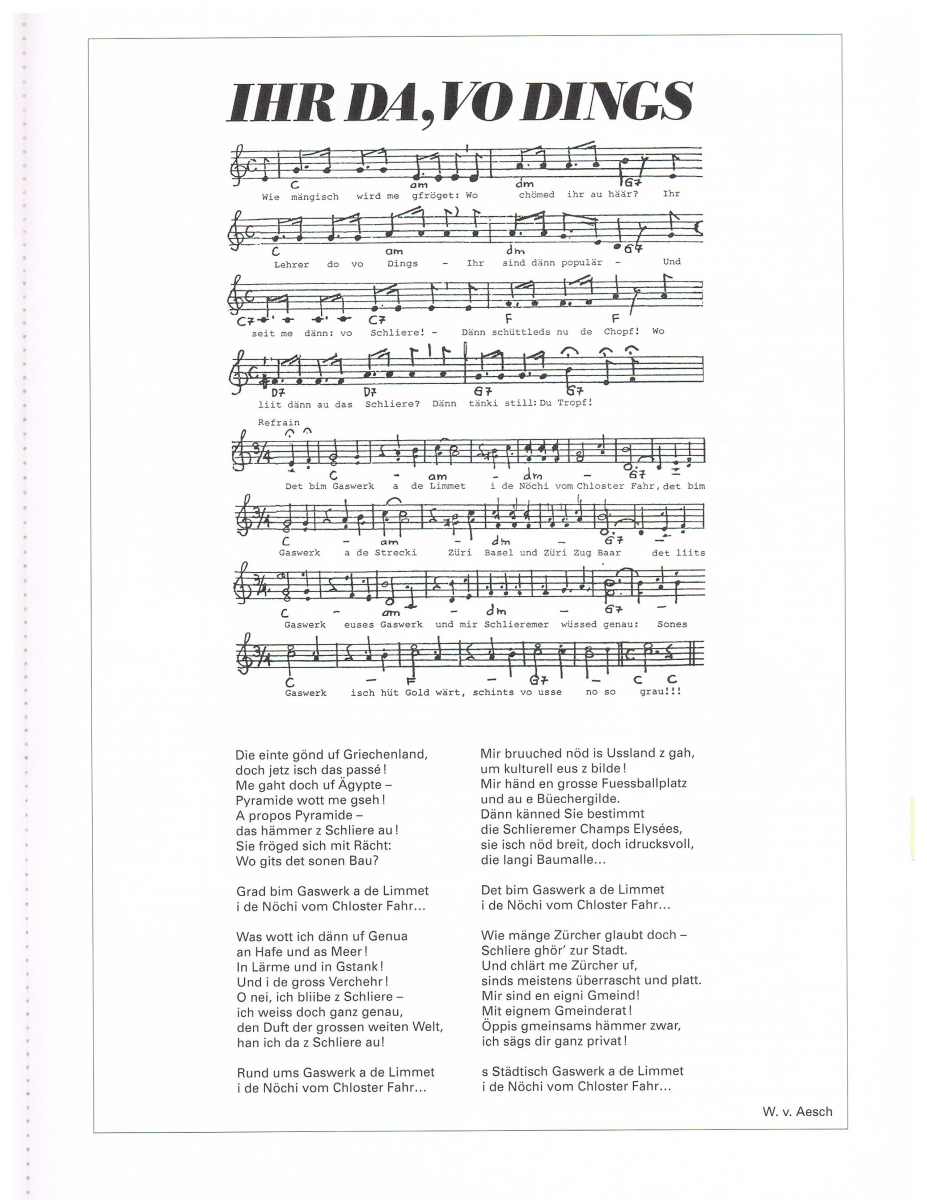 IHR DA, VO DINGS
C am dm G7
Wie mängisch wird me gfröget: Wo chömed ihr au häär? Ihr
C am dm G7
Lehrer do vo Dings - Ihr sind dänn populär - Und
C7 C7 F F
seit me dänn: vo Schliere! - Dänn schüttleds nu de Chopf! Wo
D7 D7 G7 G7
liit dänn au das Schliere? Dänn tänki still: Du Tropf!
Refrain
C - am - dm - G7
Det bim Gaswerk a de Limmet i de Nöchi vom Chloster Fahr, det bim
C - am - dm - G7 -
Gaswerk a de Strecki Züri Basel und Züri Zug Baar det liits
C - am - dm - G7 -
Gaswerk euses Gaswerk und mir Schlieremer wüssed genau: Sones
C - F - G7 - C C
Gaswerk isch hüt Gold wärt, schints vo usse no so grau!!!
Die einte gönd uf Griechenland,
doch jetz isch das passé!
Me gaht doch uf Ägypte –
Pyramide wott me gseh!
A propos Pyramide –
das hämmer z Schliere au!
Sie fröged sich mit Rächt:
Wo gits det sonen Bau?
Grad bim Gaswerk a de Limmet
i de Nöchi vom Chloster Fahr...
Was wott ich dänn uf Genua
an Hafe und as Meer!
In Lärme und in Gstank!
Und i de gross Verchehr!
O nei, ich bliibe z Schliere –
ich weiss doch ganz genau,
den Duft der grossen weiten Welt,
han ich da z Schliere au!
Rund ums Gaswerk a de Limmet
i de Nöchi vom Chloster Fahr...
Mir bruuched nöd is Ussland z gah,
um kulturell eus z bilde!
Mir händ en grosse Fuessballplatz
und au e Büechergilde.
Dänn känned Sie bestimmt
die Schlieremer Champs Elysées,
sie isch nöd breit, doch idrucksvoll,
die langi Baumalle...
Det bim Gaswerk a de Limmet
i de Nöchi vom Chloster Fahr...
Wie mänge Zürcher glaubt doch –
Schliere ghör' zur Stadt.
Und chlärt me Zürcher uf,
sinds meistens überrascht und platt.
Mir sind en eigni Gmeind!
Mit eignem Gmeinderat!
Öppis gmeinsams hämmer zwar,
ich sägs dir ganz privat!
s Städtisch Gaswerk a de Limmet
i de Nöchi vom Chloster Fahr...
W. v. Aesch